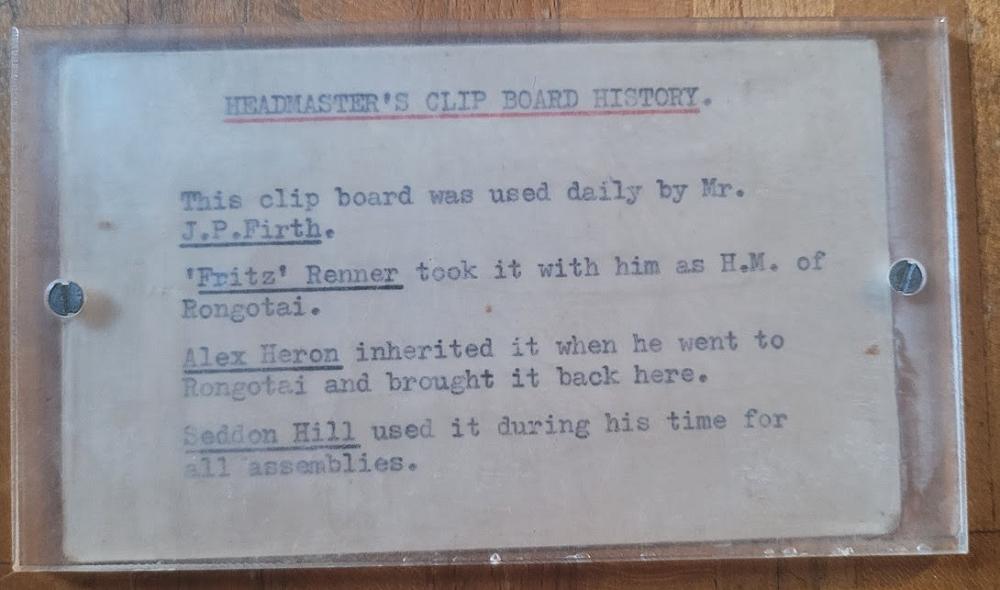 HEADMASTER'S CLIP BOARD HISTORY.
This clip board was used daily by Mr.
J.P.Firth.
'Fritz' Renner took it with him as H.M. of
Rongotai.
Alex Heron inherited it when he went to
Rongotai and brought it back here.
Seddon Hill used it during his time for
all assemblies.